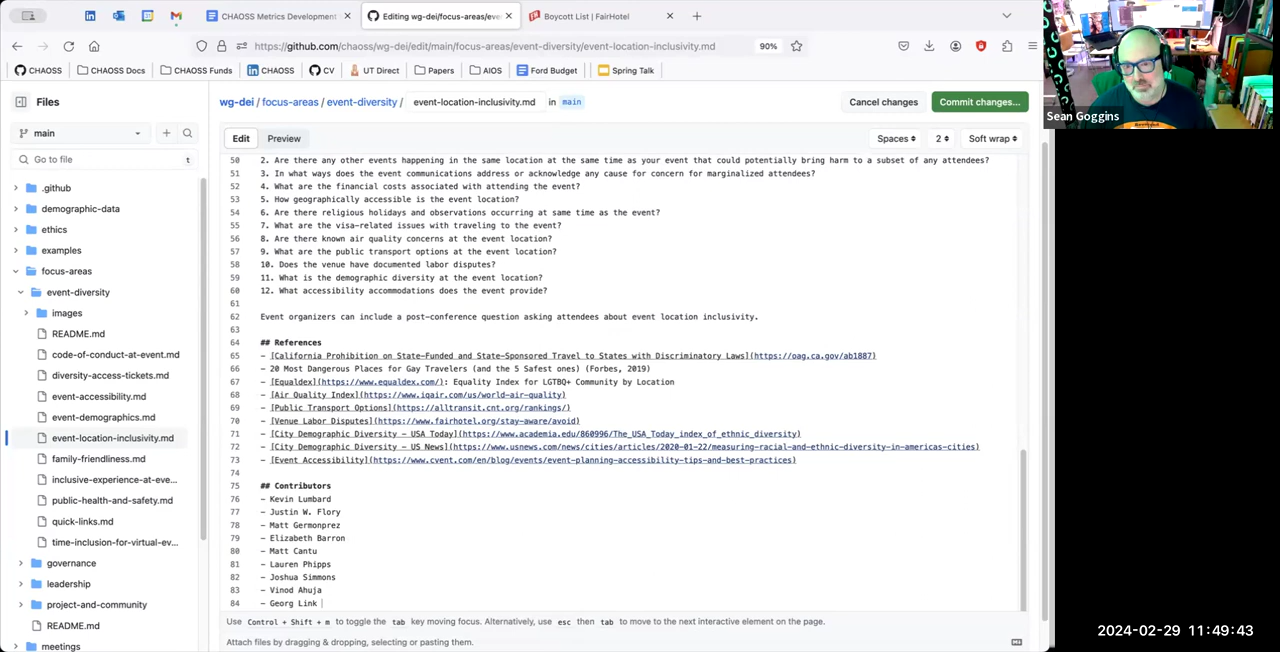 CHAOSS Metrics Development
Editing wg-dei/focus-areas/eve
Boycott List | FairHotel
https://github.com/chaoss/wg-dei/edit/main/focus-areas/event-diversity/event-location-inclusivity.md
90%
CHAOSS
CHAOSS Docs
CHAOSS Funds
CHAOSS
CV
UT Direct
Papers
AIOS
Ford Budget
Spring Talk
Sean Goggins
Files
main
Go to file
t
.github
demographic-data
ethics
examples
focus-areas
event-diversity
images
README.md
code-of-conduct-at-event.md
diversity-access-tickets.md
event-accessibility.md
event-demographics.md
event-location-inclusivity.md
family-friendliness.md
inclusive-experience-at-eve...
public-health-and-safety.md
quick-links.md
time-inclusion-for-virtual-ev...
governance
leadership
project-and-community
README.md
meetings
wg-dei / focus-areas / event-diversity / event-location-inclusivity.md in main
Cancel changes
Commit changes...
Edit
Preview
Spaces
2
Soft wrap
50 2. Are there any other events happening in the same location at the same time as your event that could potentially bring harm to a subset of any attendees?
51 3. In what ways does the event communications address or acknowledge any cause for concern for marginalized attendees?
52 4. What are the financial costs associated with attending the event?
53 5. How geographically accessible is the event location?
54 6. Are there religious holidays and observations occurring at same time as the event?
55 7. What are the visa-related issues with traveling to the event?
56 8. Are there known air quality concerns at the event location?
57 9. What are the public transport options at the event location?
58 10. Does the venue have documented labor disputes?
59 11. What is the demographic diversity at the event location?
60 12. What accessibility accommodations does the event provide?
61
62 Event organizers can include a post-conference question asking attendees about event location inclusivity.
63
64 ## References
65 - [California Prohibition on State-Funded and State-Sponsored Travel to States with Discriminatory Laws](https://oag.ca.gov/ab1887)
66 - 20 Most Dangerous Places for Gay Travelers (and the 5 Safest ones) (Forbes, 2019)
67 - [Equaldex](https://www.equaldex.com/): Equality Index for LGTBQ+ Community by Location
68 - [Air Quality Index](https://www.iqair.com/us/world-air-quality)
69 - [Public Transport Options](https://alltransit.cnt.org/rankings/)
70 - [Venue Labor Disputes](https://www.fairhotel.org/stay-aware/avoid)
71 - [City Demographic Diversity - USA Today](https://www.academia.edu/860996/The_USA_Today_index_of_ethnic_diversity)
72 - [City Demographic Diversity - US News](https://www.usnews.com/news/cities/articles/2020-01-22/measuring-racial-and-ethnic-diversity-in-americas-cities)
73 - [Event Accessibility](https://www.cvent.com/en/blog/events/event-planning-accessibility-tips-and-best-practices)
74
75 ## Contributors
76 - Kevin Lumbard
77 - Justin W. Flory
78 - Matt Germonprez
79 - Elizabeth Barron
80 - Matt Cantu
81 - Lauren Phipps
82 - Joshua Simmons
83 - Vinod Ahuja
84 - Georg Link
Use Control + Shift + m to toggle the tab key moving focus. Alternatively, use esc then tab to move to the next interactive element on the page.
Attach files by dragging & dropping, selecting or pasting them.
2024-02-29 11:49:43